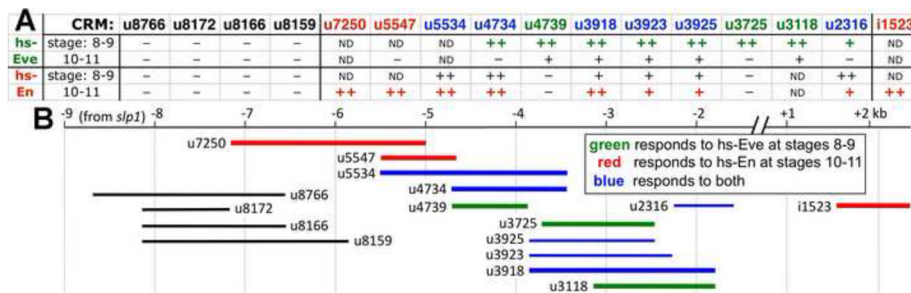 A CRM: u8766 u8172 u8166 u8159 u7250 u5547 u5534 u4734 u4739 u3918 u3923 u3925 u3725 u3118 u2316 i1523
hs- stage: 8-9 – – – – ND ND ND ++ ++ ++ ++ ++ ++ ++ + ND
Eve 10-11 – – – – ND – ND – + + + + – + – ND
hs- stage: 8-9 – – – – ND ND ++ ++ – + + + – ND ++ ND
En 10-11 – – – – ++ ++ ++ ++ – ++ + + – ND + ++
B -9 (from slp1) -8 -7 -6 -5 -4 -3 -2 // +1 +2 kb
u7250
green responds to hs-Eve at stages 8-9
u5547
red responds to hs-En at stages 10-11
u5534
blue responds to both
u4734
u8766
u8172
u4739
u2316
i1523
u8166
u3725
u8159
u3925
u3923
u3918
u3118